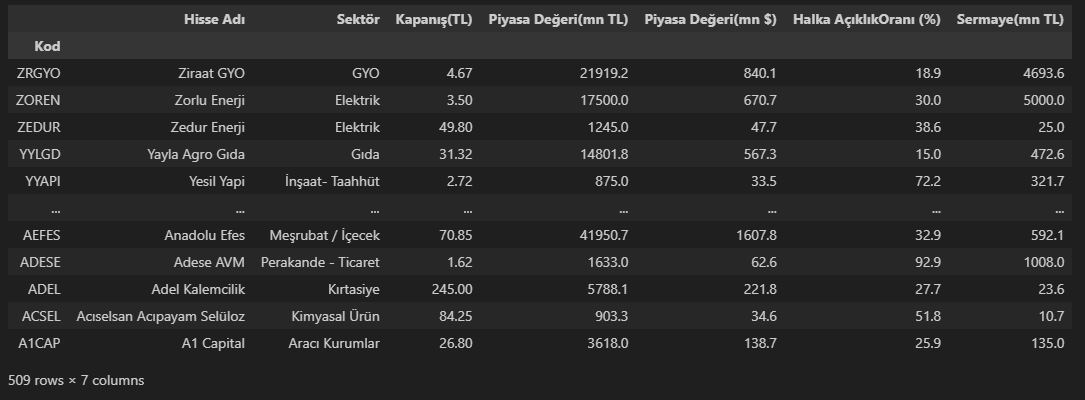 Hisse Adı Sektör Kapanış(TL) Piyasa Değeri(mn TL) Piyasa Değeri(mn $) Halka AçıklıkOranı (%) Sermaye(mn TL)
Kod
ZRGYO Ziraat GYO GYO 4.67 21919.2 840.1 18.9 4693.6
ZOREN Zorlu Enerji Elektrik 3.50 17500.0 670.7 30.0 5000.0
ZEDUR Zedur Enerji Elektrik 49.80 1245.0 47.7 38.6 25.0
YYLGD Yayla Agro Gıda Gıda 31.32 14801.8 567.3 15.0 472.6
YYAPI Yesil Yapi İnşaat- Taahhüt 2.72 875.0 33.5 72.2 321.7
... ... ... ... ... ... ... ...
AEFES Anadolu Efes Meşrubat / İçecek 70.85 41950.7 1607.8 32.9 592.1
ADESE Adese AVM Perakande - Ticaret 1.62 1633.0 62.6 92.9 1008.0
ADEL Adel Kalemcilik Kırtasiye 245.00 5788.1 221.8 27.7 23.6
ACSEL Acıselsan Acıpayam Selüloz Kimyasal Ürün 84.25 903.3 34.6 51.8 10.7
A1CAP A1 Capital Aracı Kurumlar 26.80 3618.0 138.7 25.9 135.0
509 rows × 7 columns